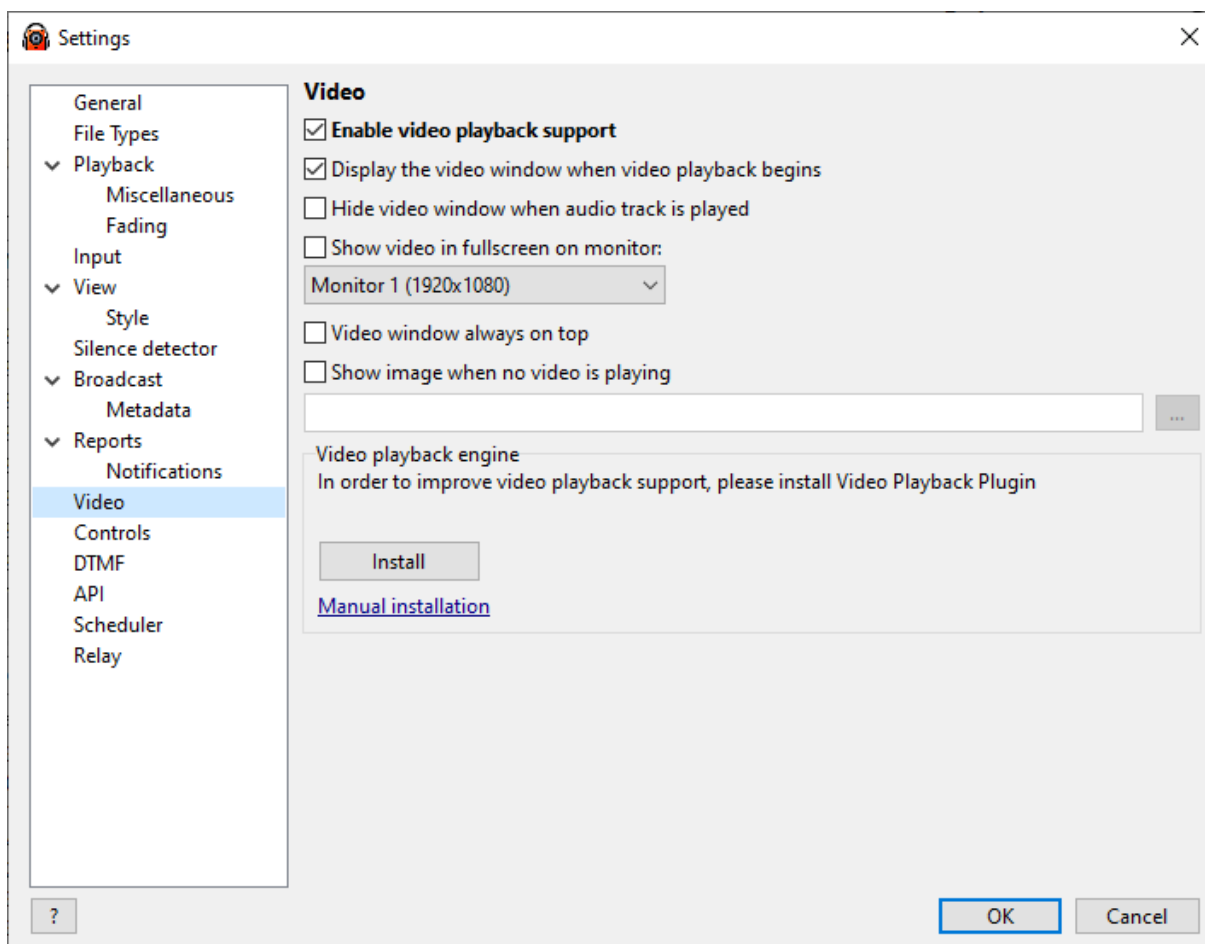 Settings
General
File Types
Playback
Miscellaneous
Fading
Input
View
Style
Silence detector
Broadcast
Metadata
Reports
Notifications
Video
Controls
DTMF
API
Scheduler
Relay
Video
Enable video playback support
Display the video window when video playback begins
Hide video window when audio track is played
Show video in fullscreen on monitor:
Monitor 1 (1920x1080)
Video window always on top
Show image when no video is playing
...
Video playback engine
In order to improve video playback support, please install Video Playback Plugin
Install
Manual installation
?
OK
Cancel